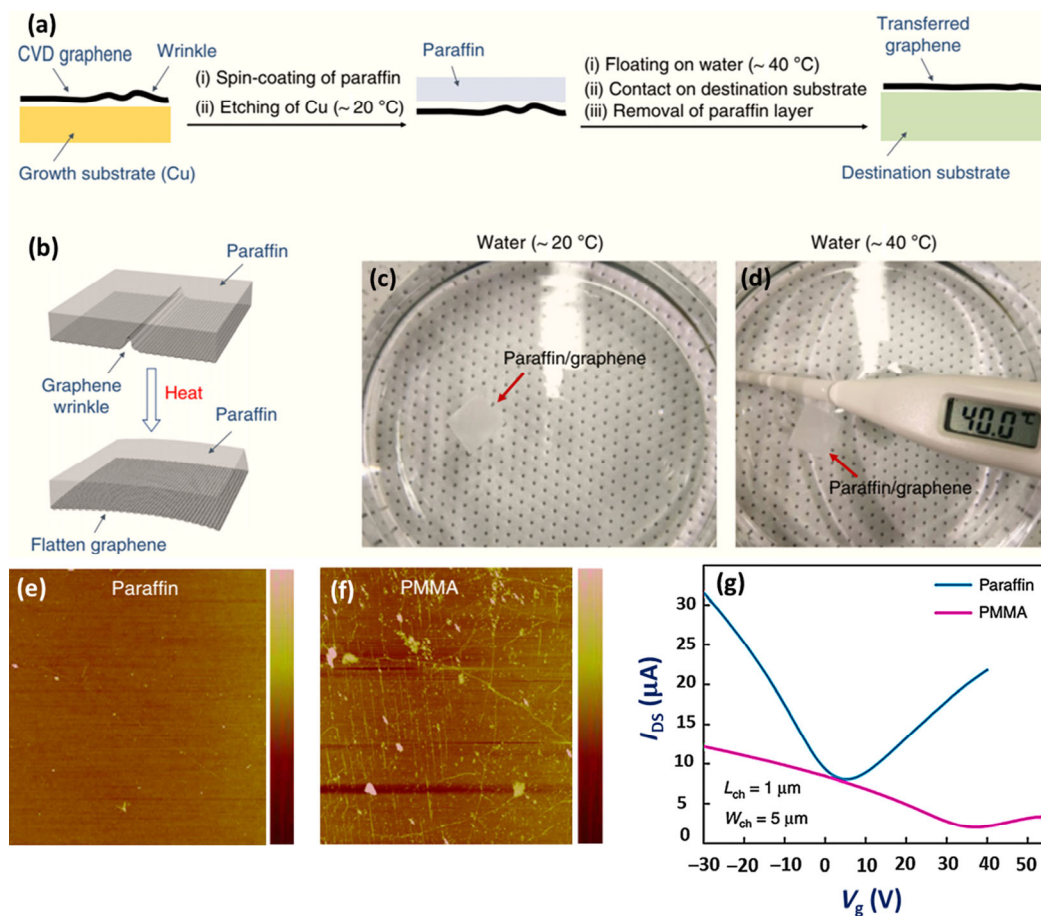 (a)
CVD graphene
Wrinkle
(i) Spin-coating of paraffin
(ii) Etching of Cu (~ 20 °C)
Growth substrate (Cu)
Paraffin
(i) Floating on water (~ 40 °C)
(ii) Contact on destination substrate
(iii) Removal of paraffin layer
Transferred
graphene
Destination substrate
(b)
Paraffin
Graphene
wrinkle
Heat
Paraffin
Flatten graphene
Water (~ 20 °C)
(c)
Paraffin/graphene
Water (~ 40 °C)
(d)
40.0°C
Paraffin/graphene
(e)
Paraffin
(f)
PMMA
(g)
Paraffin
PMMA
30
25
20
15
10
5
0
IDS (µA)
Lch = 1 µm
Wch = 5 µm
–30 –20 –10 0 10 20 30 40 50
Vg (V)